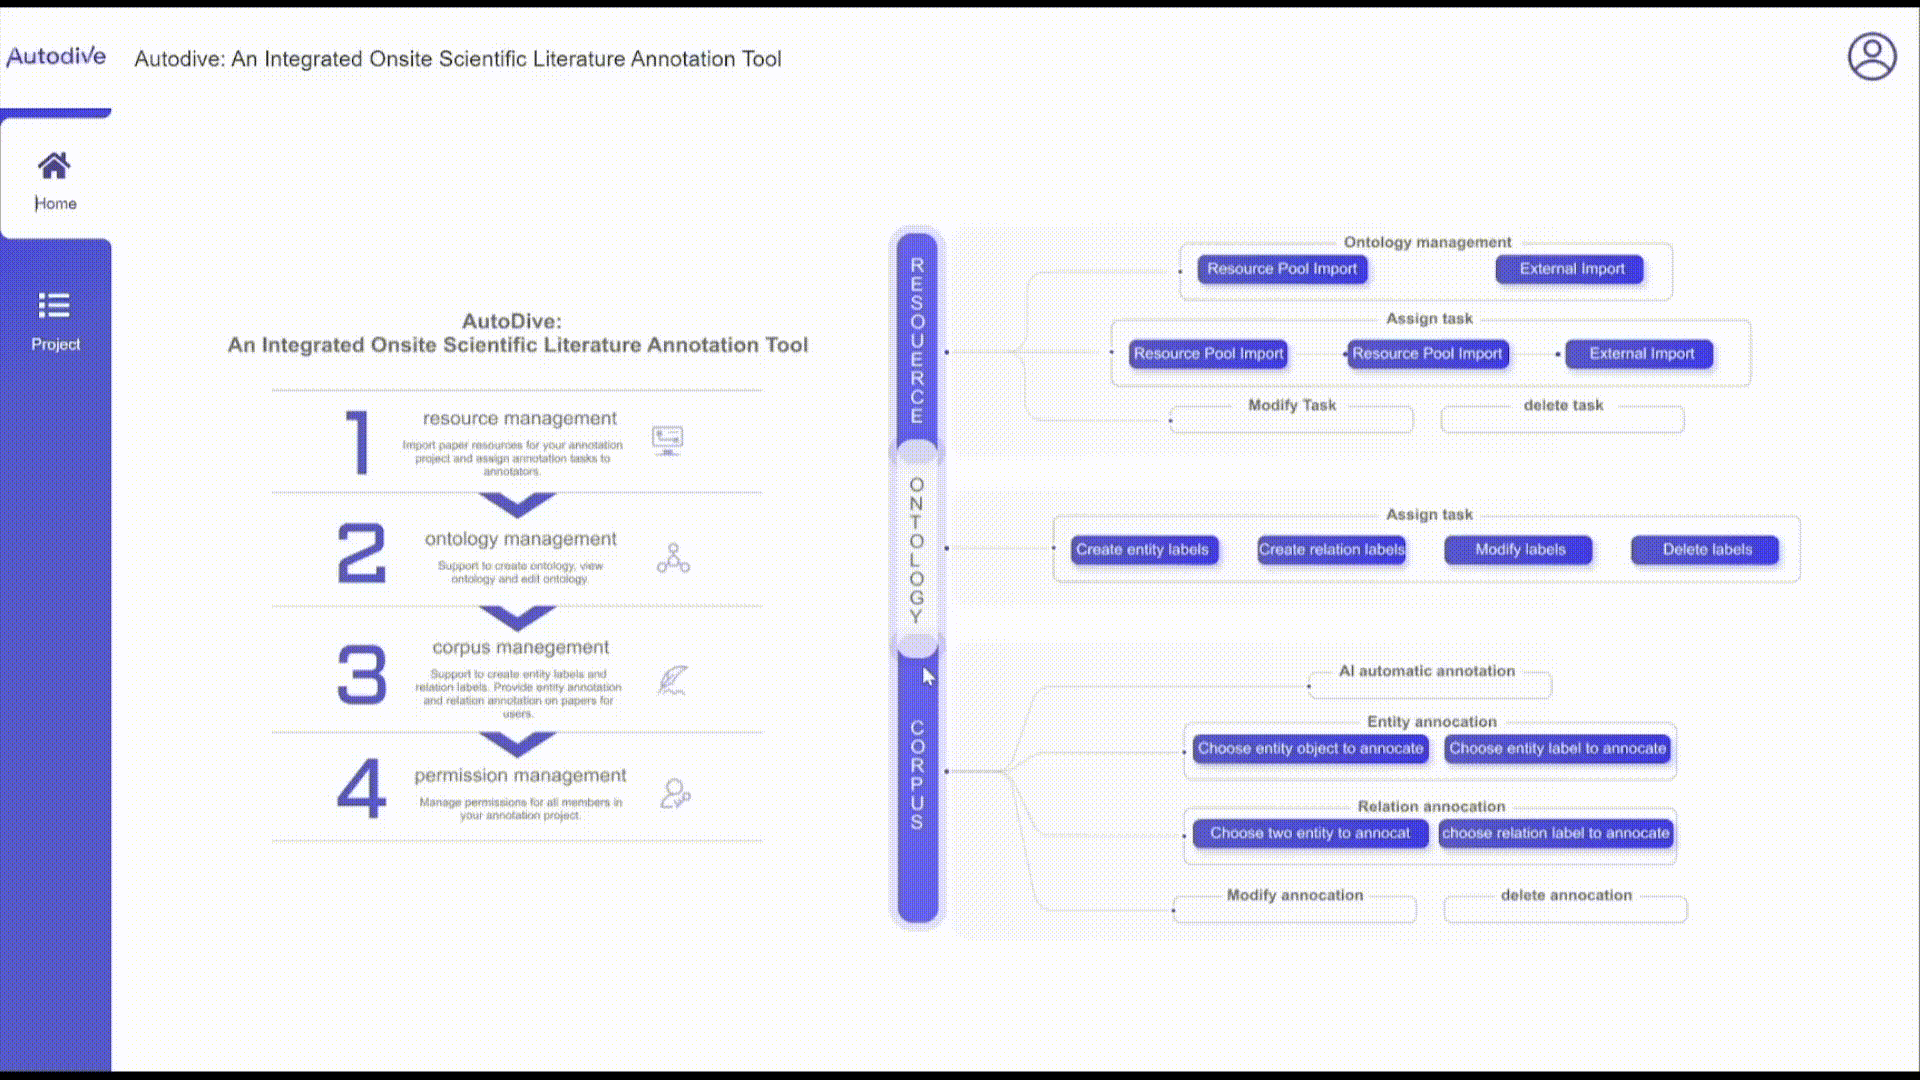 Autodive
Autodive: An Integrated Onsite Scientific Literature Annotation Tool
Home
Project
AutoDive:
An Integrated Onsite Scientific Literature Annotation Tool
1
resource management
Import paper resources for your annotation
project and assign annotation tasks to
annotators.
2
ontology management
Support to create ontology, view
ontology and edit ontology.
3
corpus manegement
Support to create entity labels and
relation labels. Provide entity annotation
and relation annotation on papers for
users.
4
permission management
Manage permissions for all members in
your annotation project.
RESOUERCE
Ontology management
Resource Pool Import
External Import
Assign task
Resource Pool Import
Resource Pool Import
External Import
Modify Task
delete task
ONTOLOGY
Assign task
Create entity labels
Create relation labels
Modify labels
Delete labels
CORPUS
AI automatic annotation
Entity annocation
Choose entity object to annocate
Choose entity label to annocate
Relation annocation
Choose two entity to annocat
choose relation label to annocate
Modify annocation
delete annocation